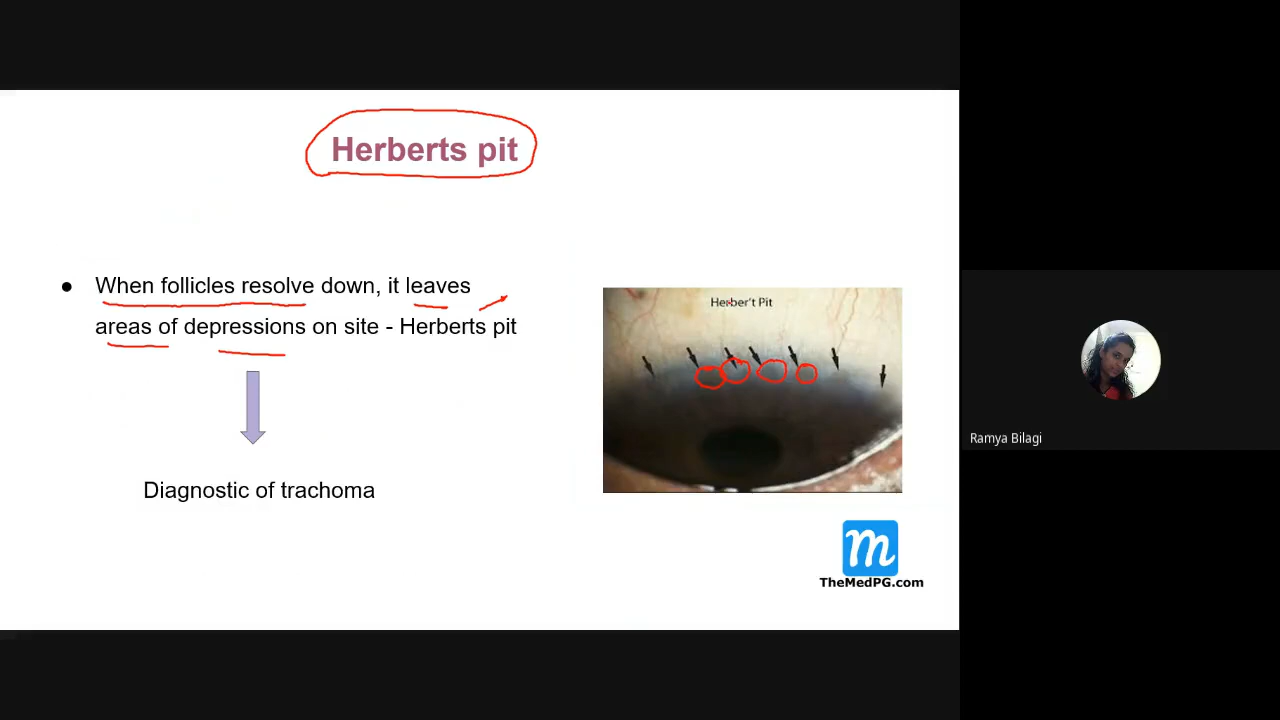 Herberts pit
● When follicles resolve down, it leaves
areas of depressions on site - Herberts pit
Diagnostic of trachoma
Herber't Pit
m
TheMedPG.com
Ramya Bilagi